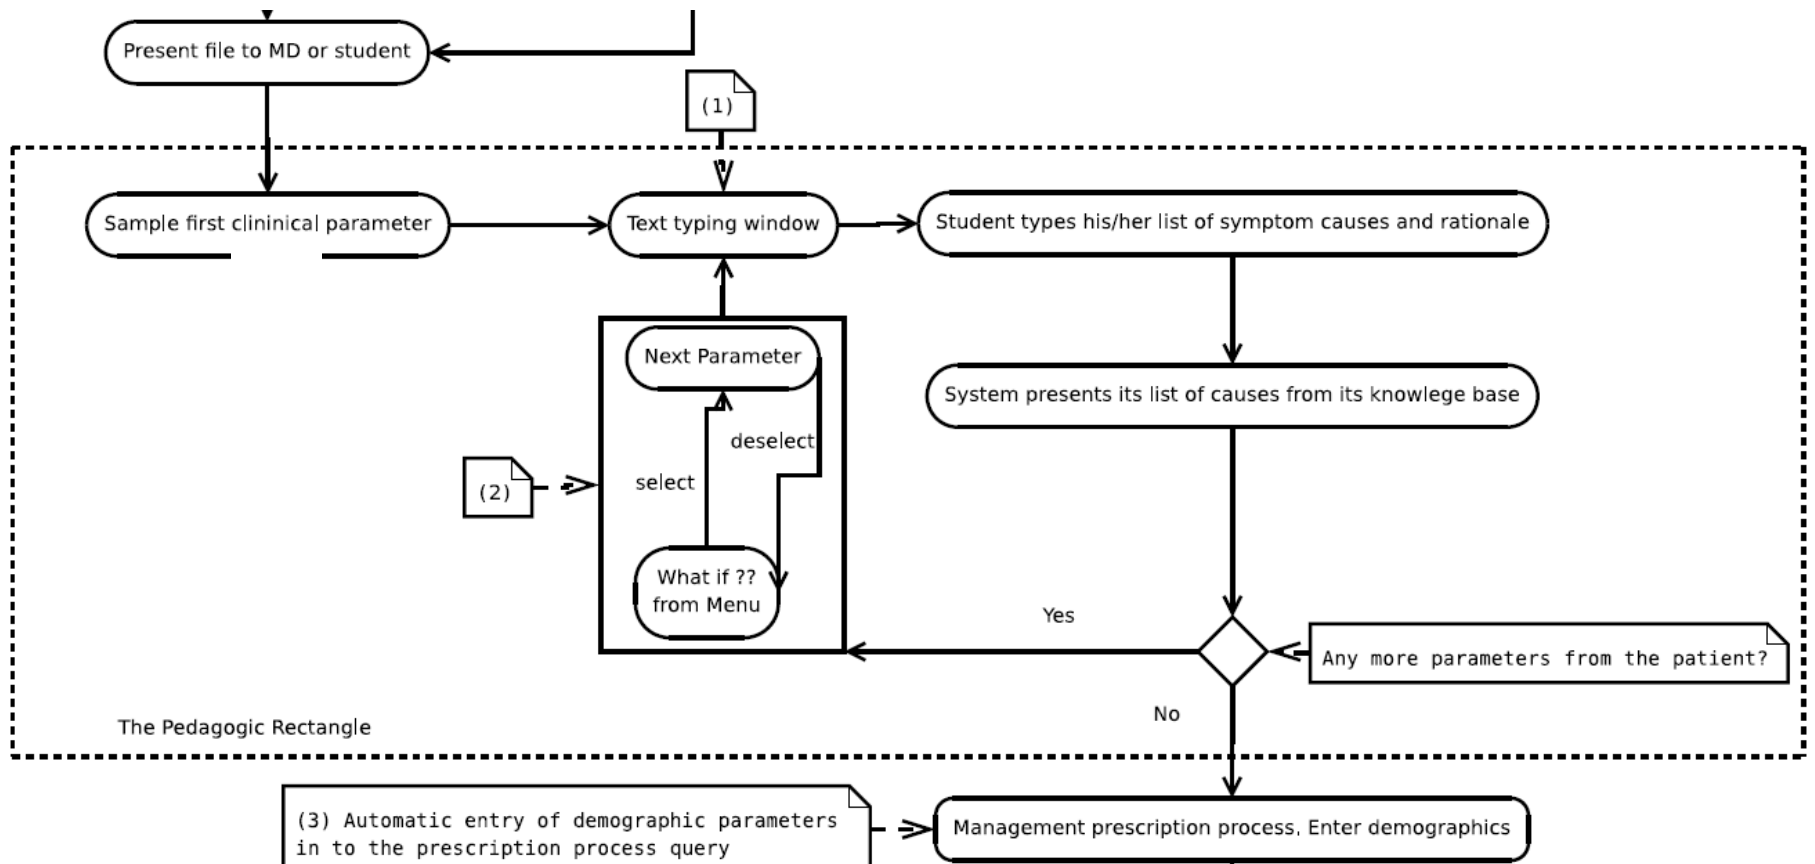 Present file to MD or student
(1)
Sample first clininical parameter
Text typing window
Student types his/her list of symptom causes and rationale
Next Parameter
System presents its list of causes from its knowlege base
deselect
select
(2)
What if ??
from Menu
Yes
Any more parameters from the patient?
No
The Pedagogic Rectangle
(3) Automatic entry of demographic parameters
in to the prescription process query
Management prescription process, Enter demographics